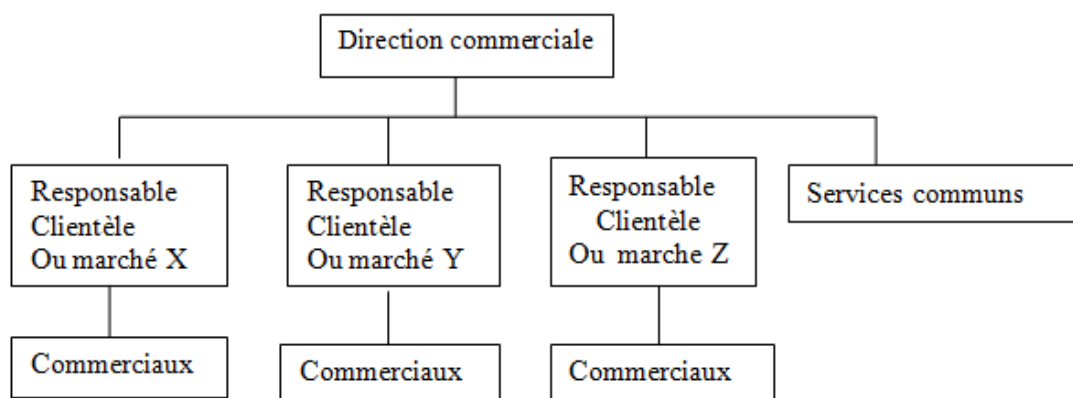 Direction commerciale
Responsable
Clientèle
Ou marché X
Responsable
Clientèle
Ou marché Y
Responsable
Clientèle
Ou marche Z
Services communs
Commerciaux
Commerciaux
Commerciaux